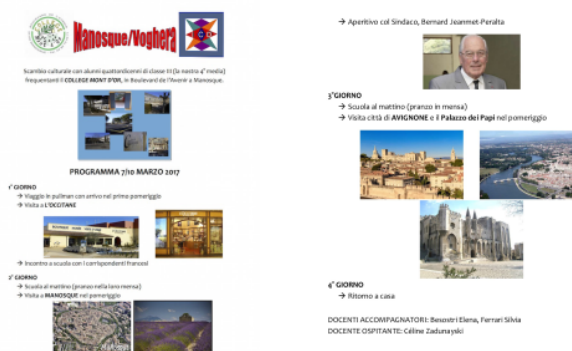 Manosque/Voghera
Scambio culturale con alunni quattordicenni di classe III (la nostra 4° media)
frequentanti il COLLEGE MONT D'OR, in Boulevard de l'Avenir a Manosque.
PROGRAMMA 7/10 MARZO 2017
1° GIORNO
→ Viaggio in pullman con arrivo nel primo pomeriggio
→ Visita a L'OCCITANE
→ Incontro a scuola con i corrispondenti francesi
2° GIORNO
→ Scuola al mattino (pranzo nella loro mensa)
→ Visita a MANOSQUE nel pomeriggio
→ Aperitivo col Sindaco, Bernard Jeanmet-Peralta
3°GIORNO
→ Scuola al mattino (pranzo in mensa)
→ Visita città di AVIGNONE e il Palazzo dei Papi nel pomeriggio
4° GIORNO
→ Ritorno a casa
DOCENTI ACCOMPAGNATORI: Besostri Elena, Ferrari Silvia
DOCENTE OSPITANTE: Céline Zadunayski